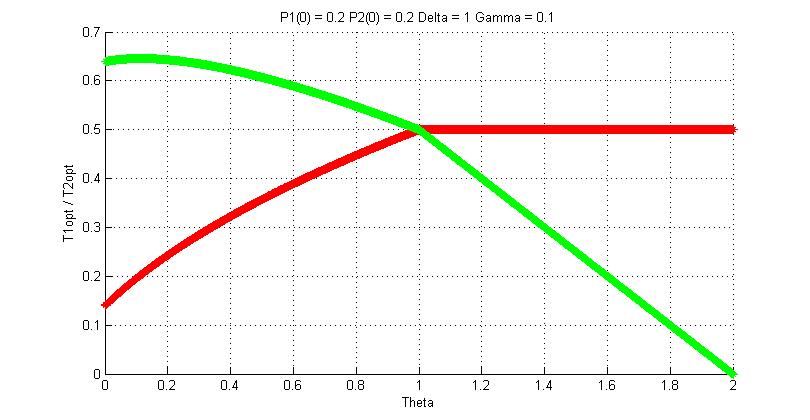 P1(0) = 0.2 P2(0) = 0.2 Delta = 1 Gamma = 0.1
T1opt / T2opt
0.7
0.6
0.5
0.4
0.3
0.2
0.1
0
0 0.2 0.4 0.6 0.8 1 1.2 1.4 1.6 1.8 2
Theta